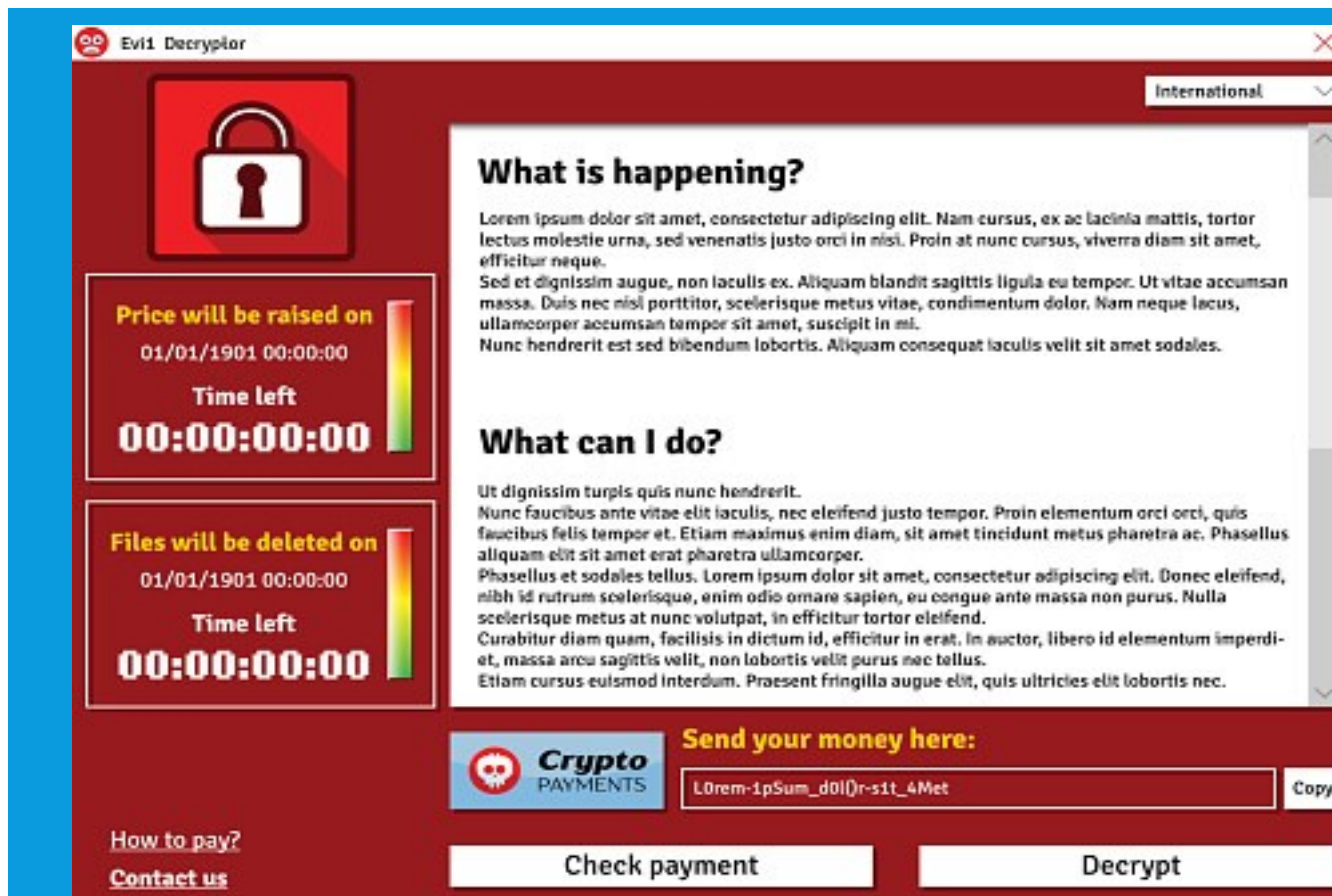 Evi1 Decryptor
International
What is happening?
Lorem ipsum dolor sit amet, consectetur adipiscing elit. Nam cursus, ex ac lacinia mattis, tortor
lectus molestie urna, sed venenatis justo orci in nisi. Proin at nunc cursus, viverra diam sit amet,
efficitur neque.
Sed et dignissim augue, non iaculis ex. Aliquam blandit sagittis ligula eu tempor. Ut vitae accumsan
massa. Duis nec nisl porttitor, scelerisque metus vitae, condimentum dolor. Nam neque lacus,
ullamcorper accumsan tempor sit amet, suscipit in mi.
Nunc hendrerit est sed bibendum lobortis. Aliquam consequat iaculis velit sit amet sodales.
What can I do?
Ut dignissim turpis quis nunc hendrerit.
Nunc faucibus ante vitae elit iaculis, nec eleifend justo tempor. Proin elementum orci orci, quis
faucibus felis tempor et. Etiam maximus enim diam, sit amet tincidunt metus pharetra ac. Phasellus
aliquam elit sit amet erat pharetra ullamcorper.
Phasellus et sodales tellus. Lorem ipsum dolor sit amet, consectetur adipiscing elit. Donec eleifend,
nibh id rutrum scelerisque, enim odio ornare sapien, eu congue ante massa non purus. Nulla
scelerisque metus at nunc volutpat, in efficitur tortor eleifend.
Curabitur diam quam, facilisis in dictum id, efficitur in erat. In auctor, libero id elementum imperdi-
et, massa arcu sagittis velit, non lobortis velit purus nec tellus.
Etiam cursus euismod interdum. Praesent fringilla augue elit, quis ultricies elit lobortis nec.
Price will be raised on
01/01/1901 00:00:00
Time left
00:00:00:00
Files will be deleted on
01/01/1901 00:00:00
Time left
00:00:00:00
Crypto
PAYMENTS
Send your money here:
L0rem-1pSum_d0l()r-s1t_4Met
Copy
How to pay?
Contact us
Check payment
Decrypt